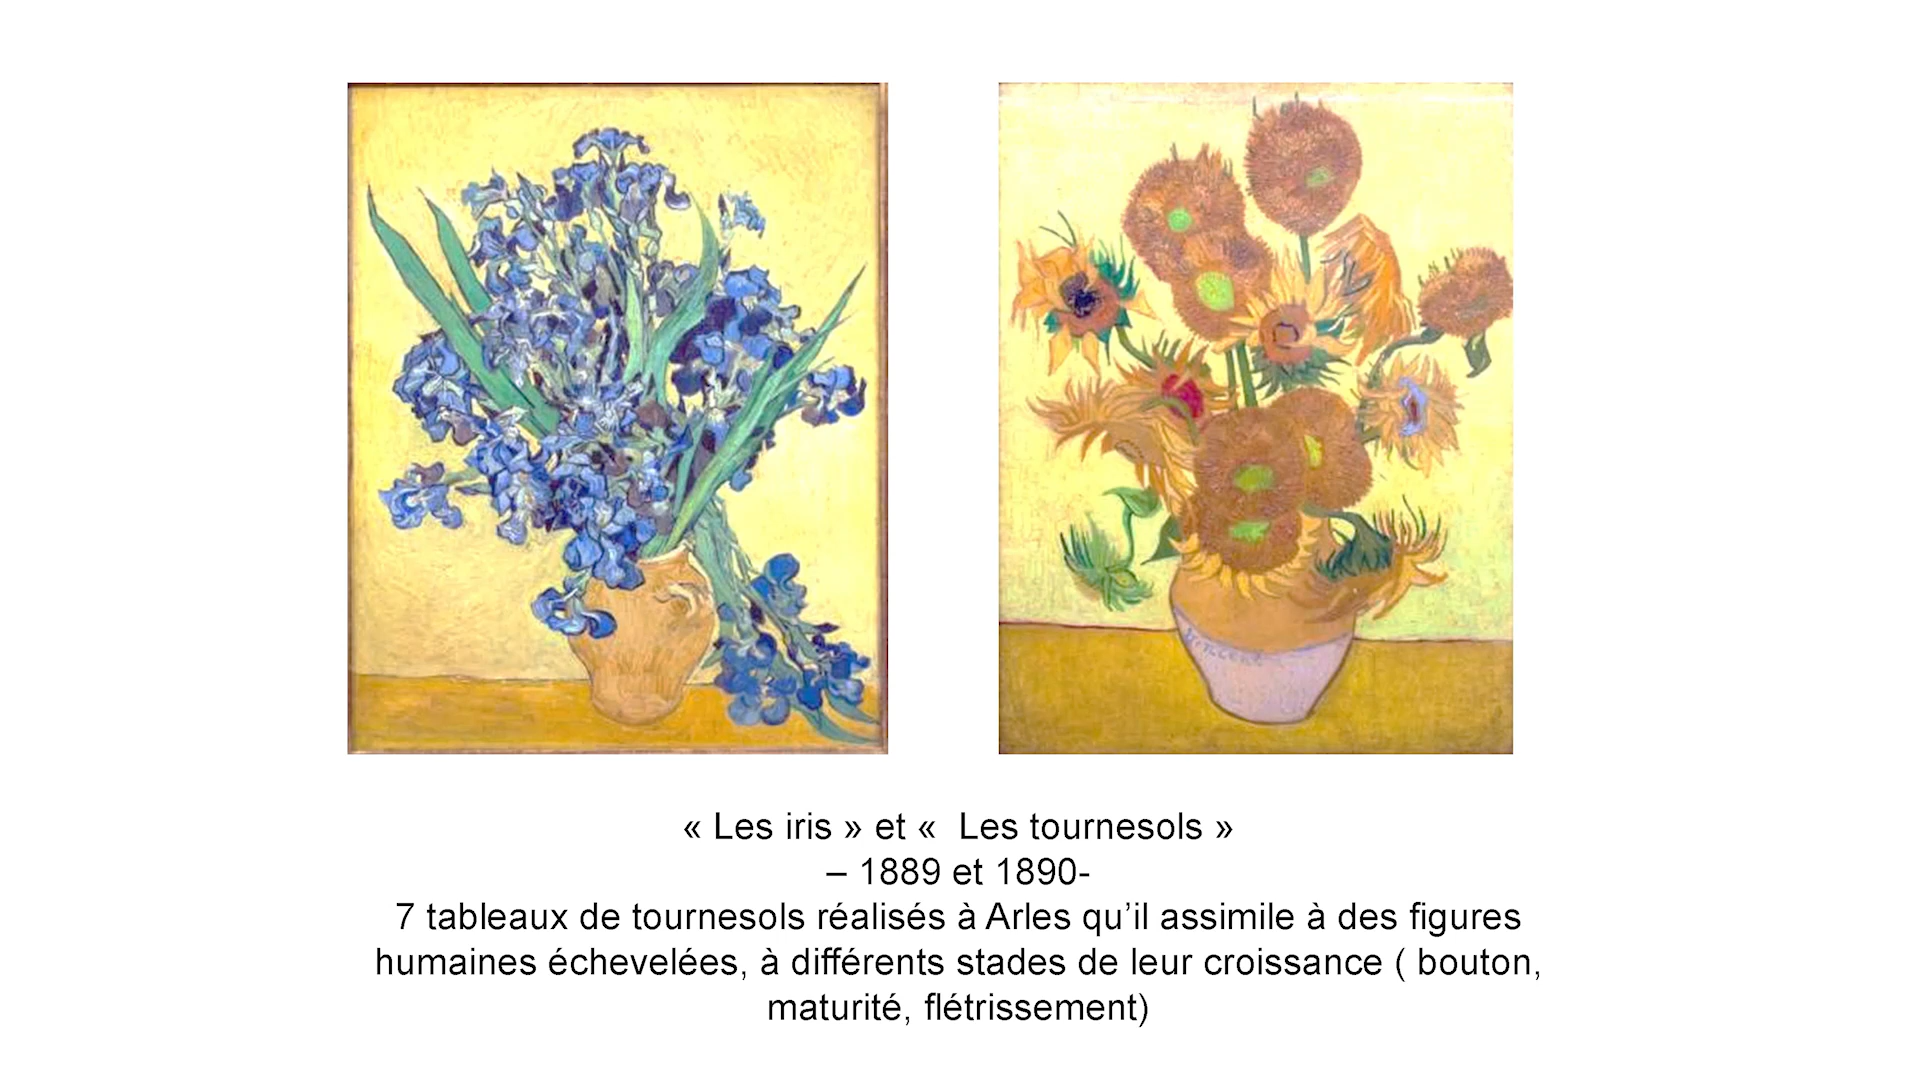 Vincent
« Les iris » et «  Les tournesols »
– 1889 et 1890-
7 tableaux de tournesols réalisés à Arles qu’il assimile à des figures
humaines échevelées, à différents stades de leur croissance ( bouton,
maturité, flétrissement)